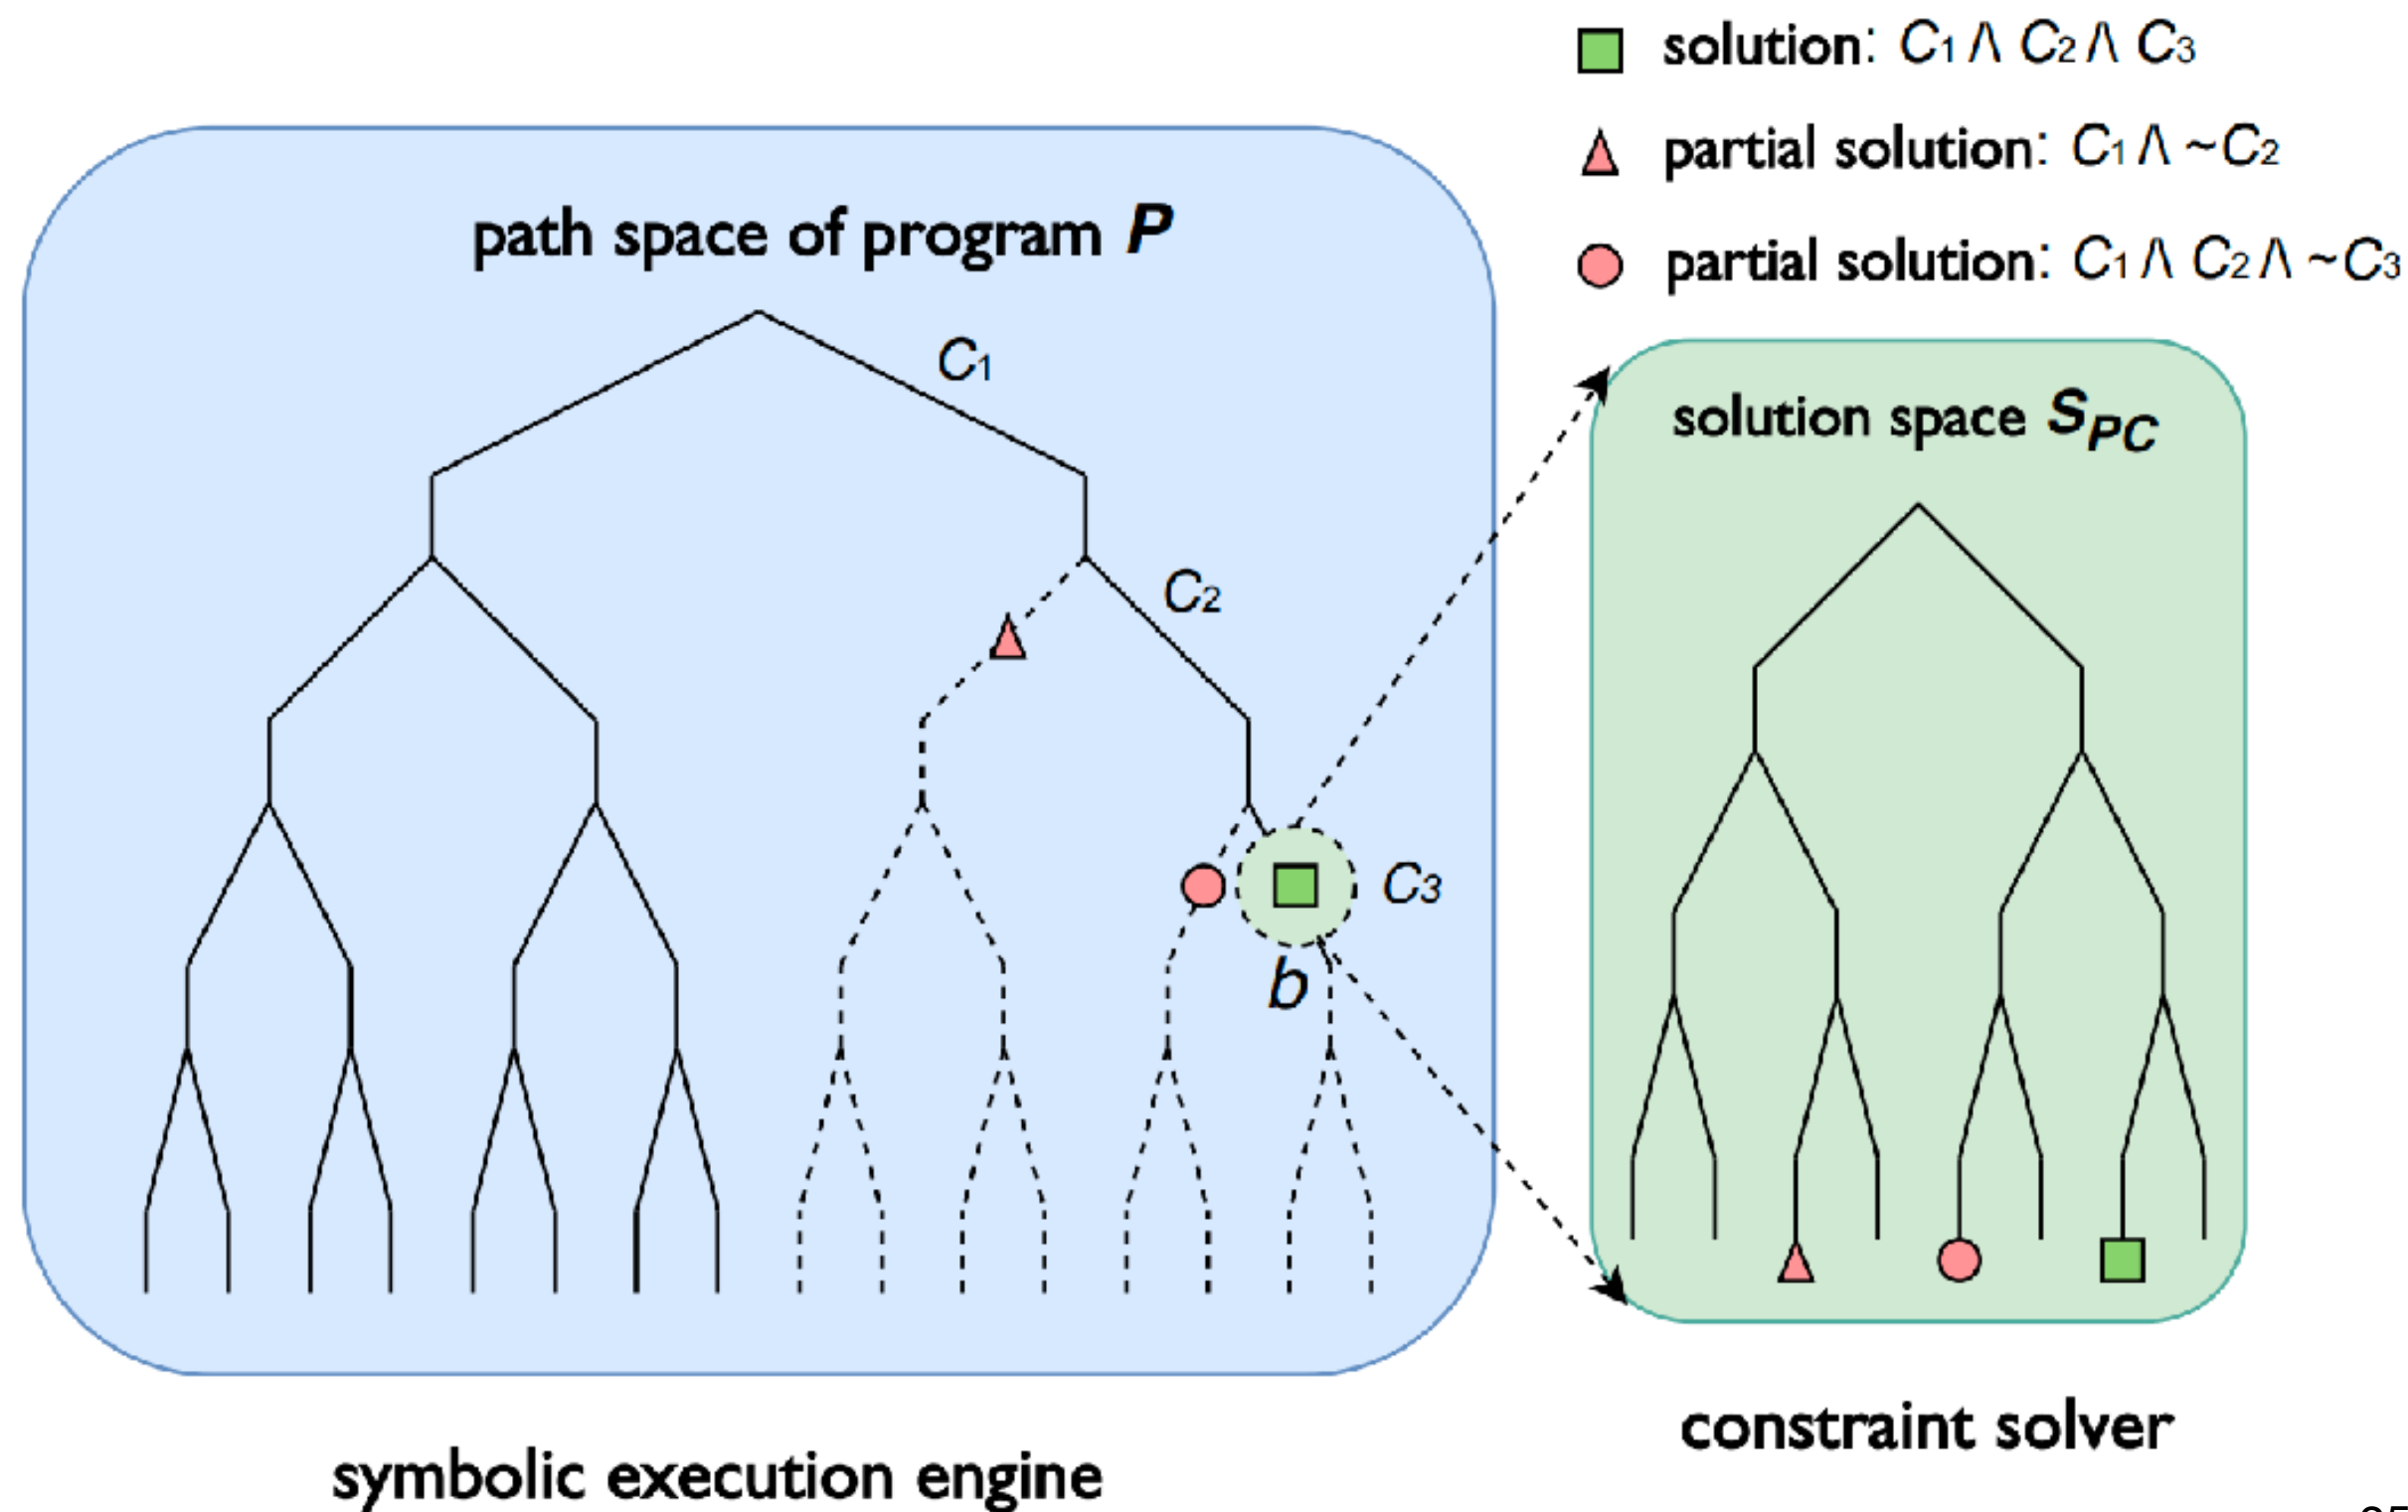 solution: C1 /\ C2 /\ C3
partial solution: C1 /\ ~C2
partial solution: C1 /\ C2 /\ ~C3
path space of program P
C1
C2
C3
b
solution space SPC
constraint solver
symbolic execution engine